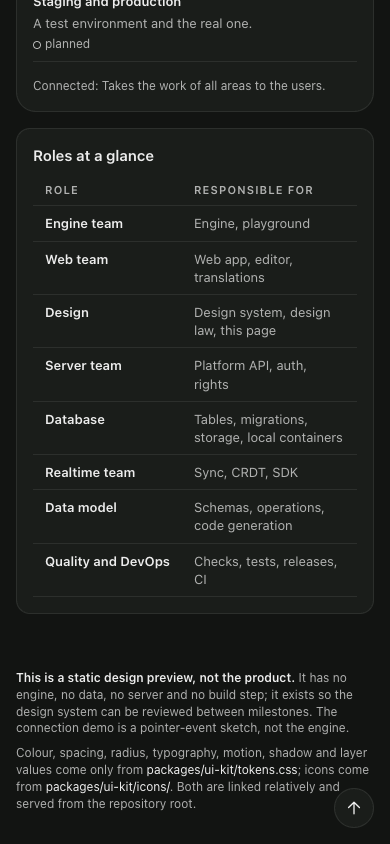 Staging and production
A test environment and the real one.
planned
Connected: Takes the work of all areas to the users.
Roles at a glance
ROLE RESPONSIBLE FOR
Engine team Engine, playground
Web team Web app, editor,
translations
Design Design system, design
law, this page
Server team Platform API, auth,
rights
Database Tables, migrations,
storage, local containers
Realtime team Sync, CRDT, SDK
Data model Schemas, operations,
code generation
Quality and DevOps Checks, tests, releases,
CI
This is a static design preview, not the product. It has no
engine, no data, no server and no build step; it exists so the
design system can be reviewed between milestones. The
connection demo is a pointer-event sketch, not the engine.
Colour, spacing, radius, typography, motion, shadow and layer
values come only from packages/ui-kit/tokens.css; icons come
from packages/ui-kit/icons/. Both are linked relatively and
served from the repository root.